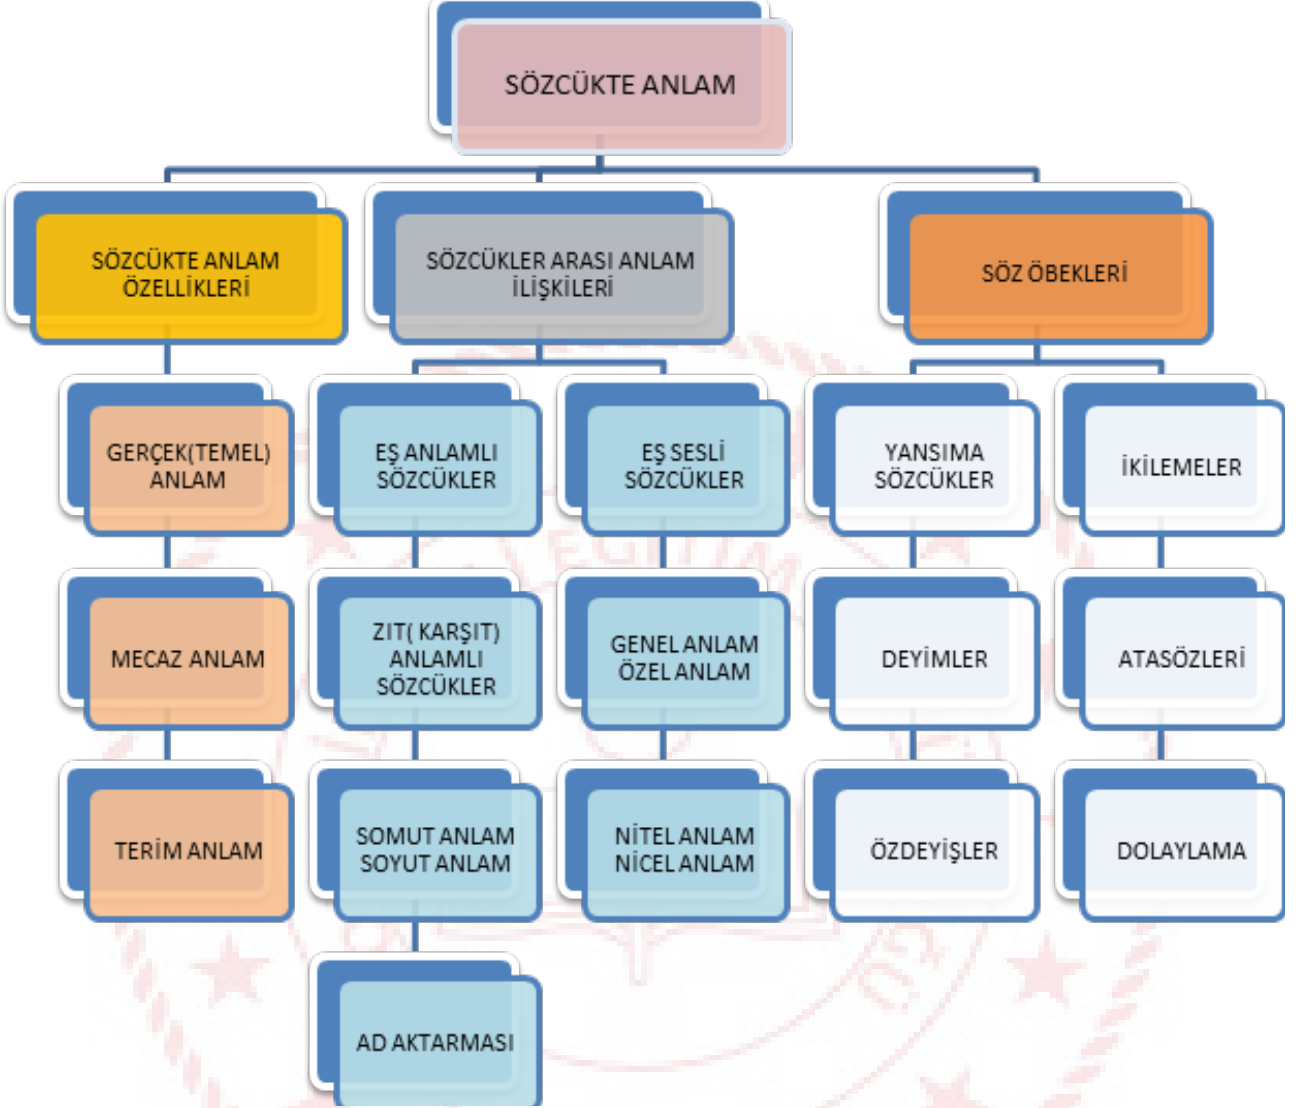 SÖZCÜKTE ANLAM
SÖZCÜKTE ANLAM
ÖZELLİKLERİ
SÖZCÜKLER ARASI ANLAM
İLİŞKİLERİ
SÖZ ÖBEKLERİ
GERÇEK(TEMEL)
ANLAM
EŞ ANLAMLI
SÖZCÜKLER
EŞ SESLİ
SÖZCÜKLER
YANSIMA
SÖZCÜKLER
İKİLEMELER
MECAZ ANLAM
ZIT( KARŞIT)
ANLAMLI
SÖZCÜKLER
GENEL ANLAM
ÖZEL ANLAM
DEYİMLER
ATASÖZLERİ
TERİM ANLAM
SOMUT ANLAM
SOYUT ANLAM
NİTEL ANLAM
NİCEL ANLAM
ÖZDEYİŞLER
DOLAYLAMA
AD AKTARMASI